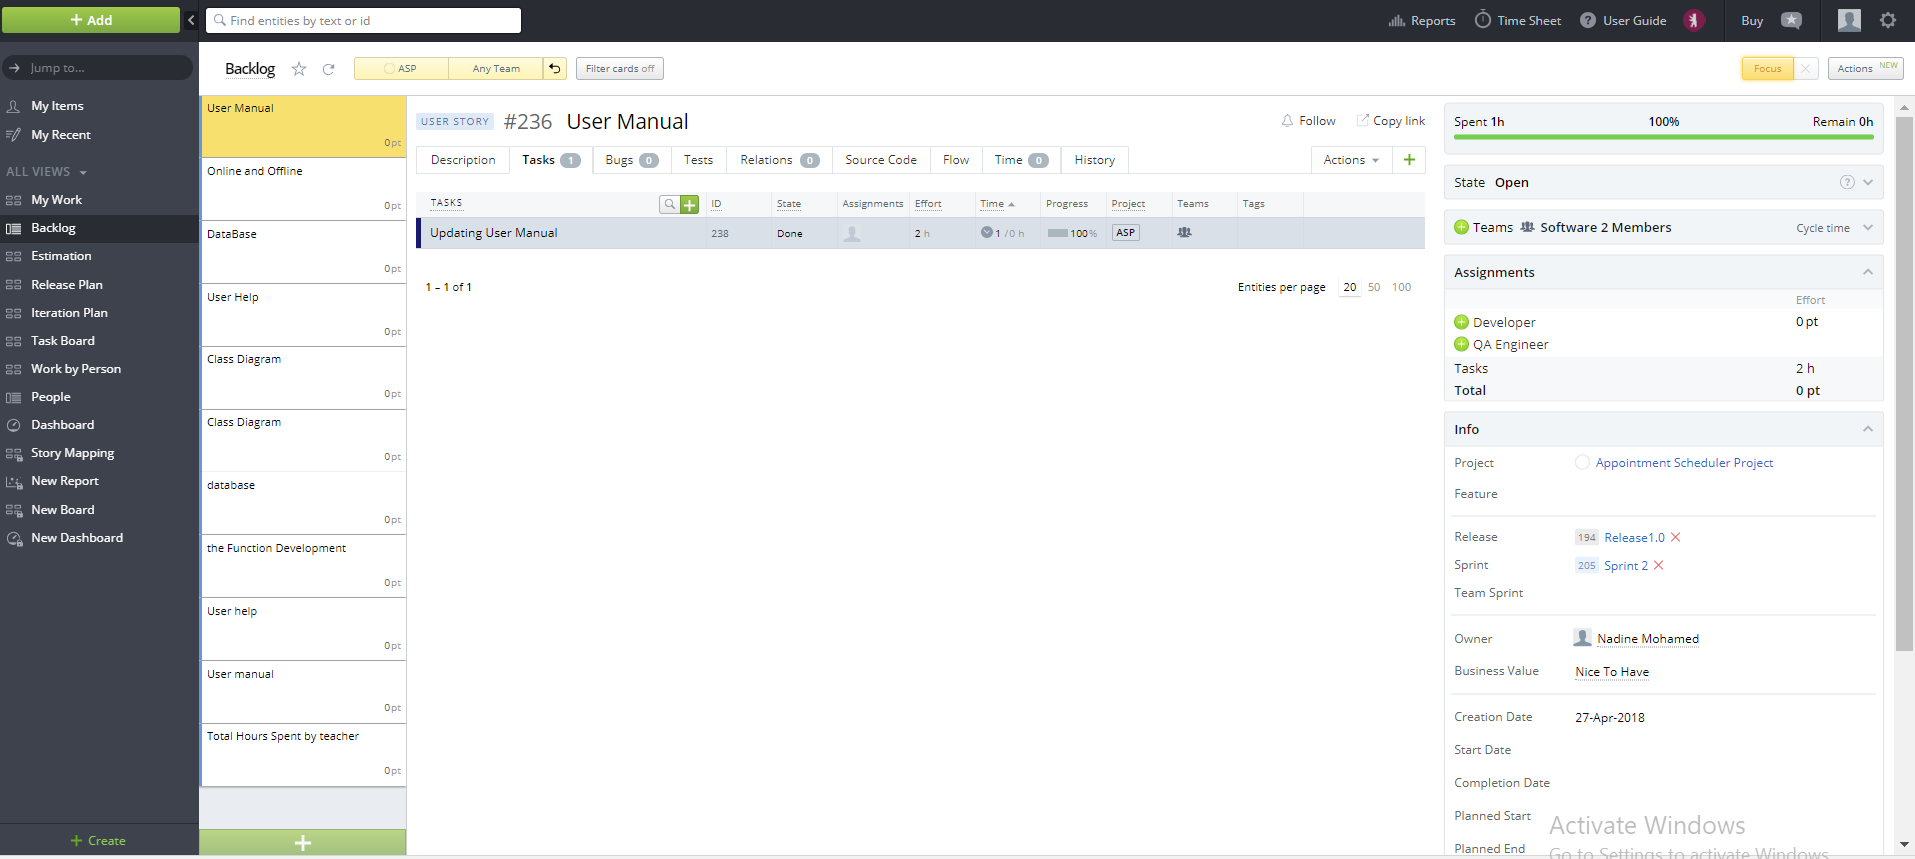 + Add
Find entities by text or id
Reports
Time Sheet
User Guide
Buy
Jump to...
My Items
My Recent
ALL VIEWS
My Work
Backlog
Estimation
Release Plan
Iteration Plan
Task Board
Work by Person
People
Dashboard
Story Mapping
New Report
New Board
New Dashboard
+ Create
Backlog
ASP
Any Team
Filter cards off
Focus
Actions NEW
User Manual
0pt
Online and Offline
0pt
DataBase
0pt
User Help
0pt
Class Diagram
0pt
Class Diagram
0pt
database
0pt
the Function Development
0pt
User help
0pt
User manual
0pt
Total Hours Spent by teacher
0pt
USER STORY #236 User Manual
Follow
Copy link
Description Tasks 1 Bugs 0 Tests Relations 0 Source Code Flow Time 0 History Actions
TASKS ID State Assignments Effort Time Progress Project Teams Tags
Updating User Manual 238 Done 2 h 1 / 0 h 100% ASP
1 – 1 of 1
Entities per page 20 50 100
Spent 1h 100% Remain 0h
State Open
Teams Software 2 Members Cycle time
Assignments
Effort
Developer 0 pt
QA Engineer
Tasks 2 h
Total 0 pt
Info
Project Appointment Scheduler Project
Feature
Release 194 Release1.0
Sprint 205 Sprint 2
Team Sprint
Owner Nadine Mohamed
Business Value Nice To Have
Creation Date 27-Apr-2018
Start Date
Completion Date
Planned Start
Planned End
Activate Windows
Go to Settings to activate Windows.